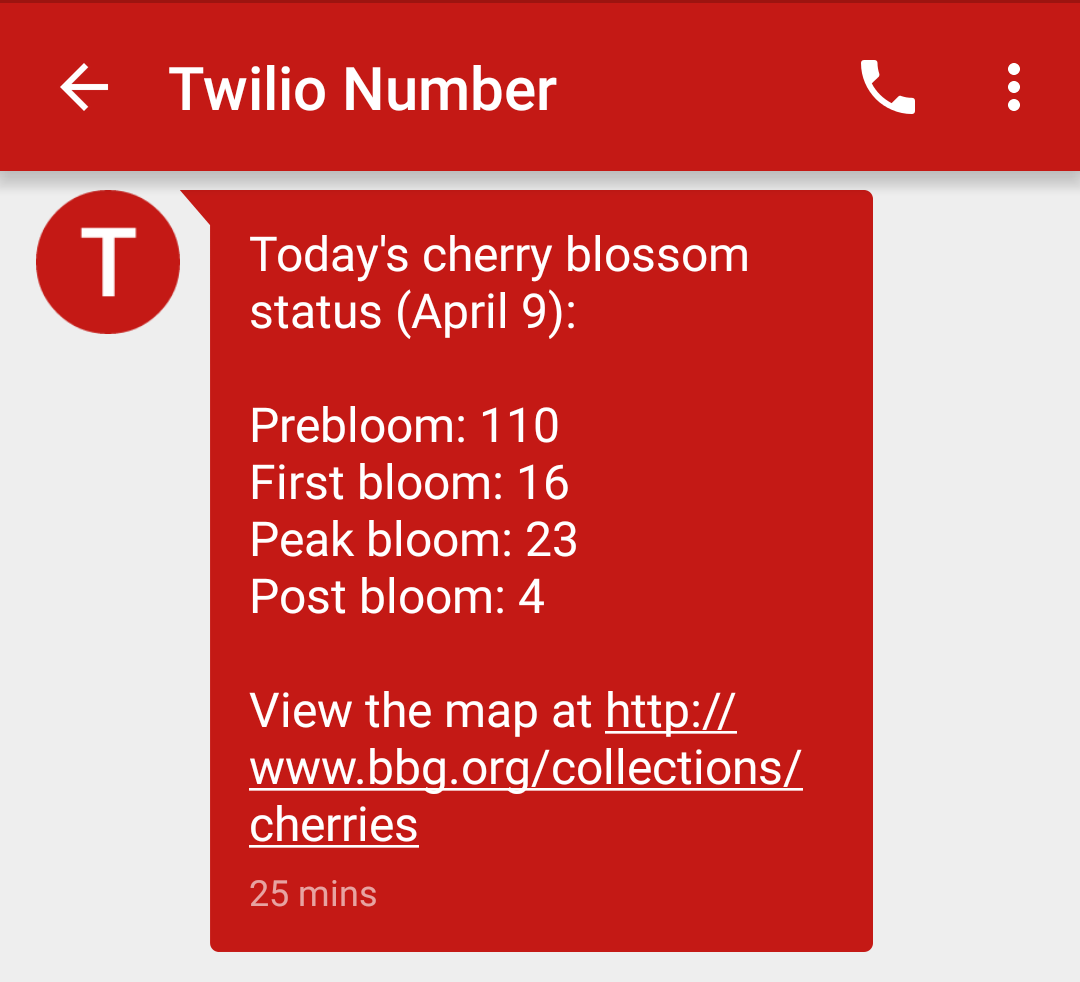 Twilio Number
T
Today's cherry blossom
status (April 9):
Prebloom: 110
First bloom: 16
Peak bloom: 23
Post bloom: 4
View the map at http://
www.bbg.org/collections/
cherries
25 mins